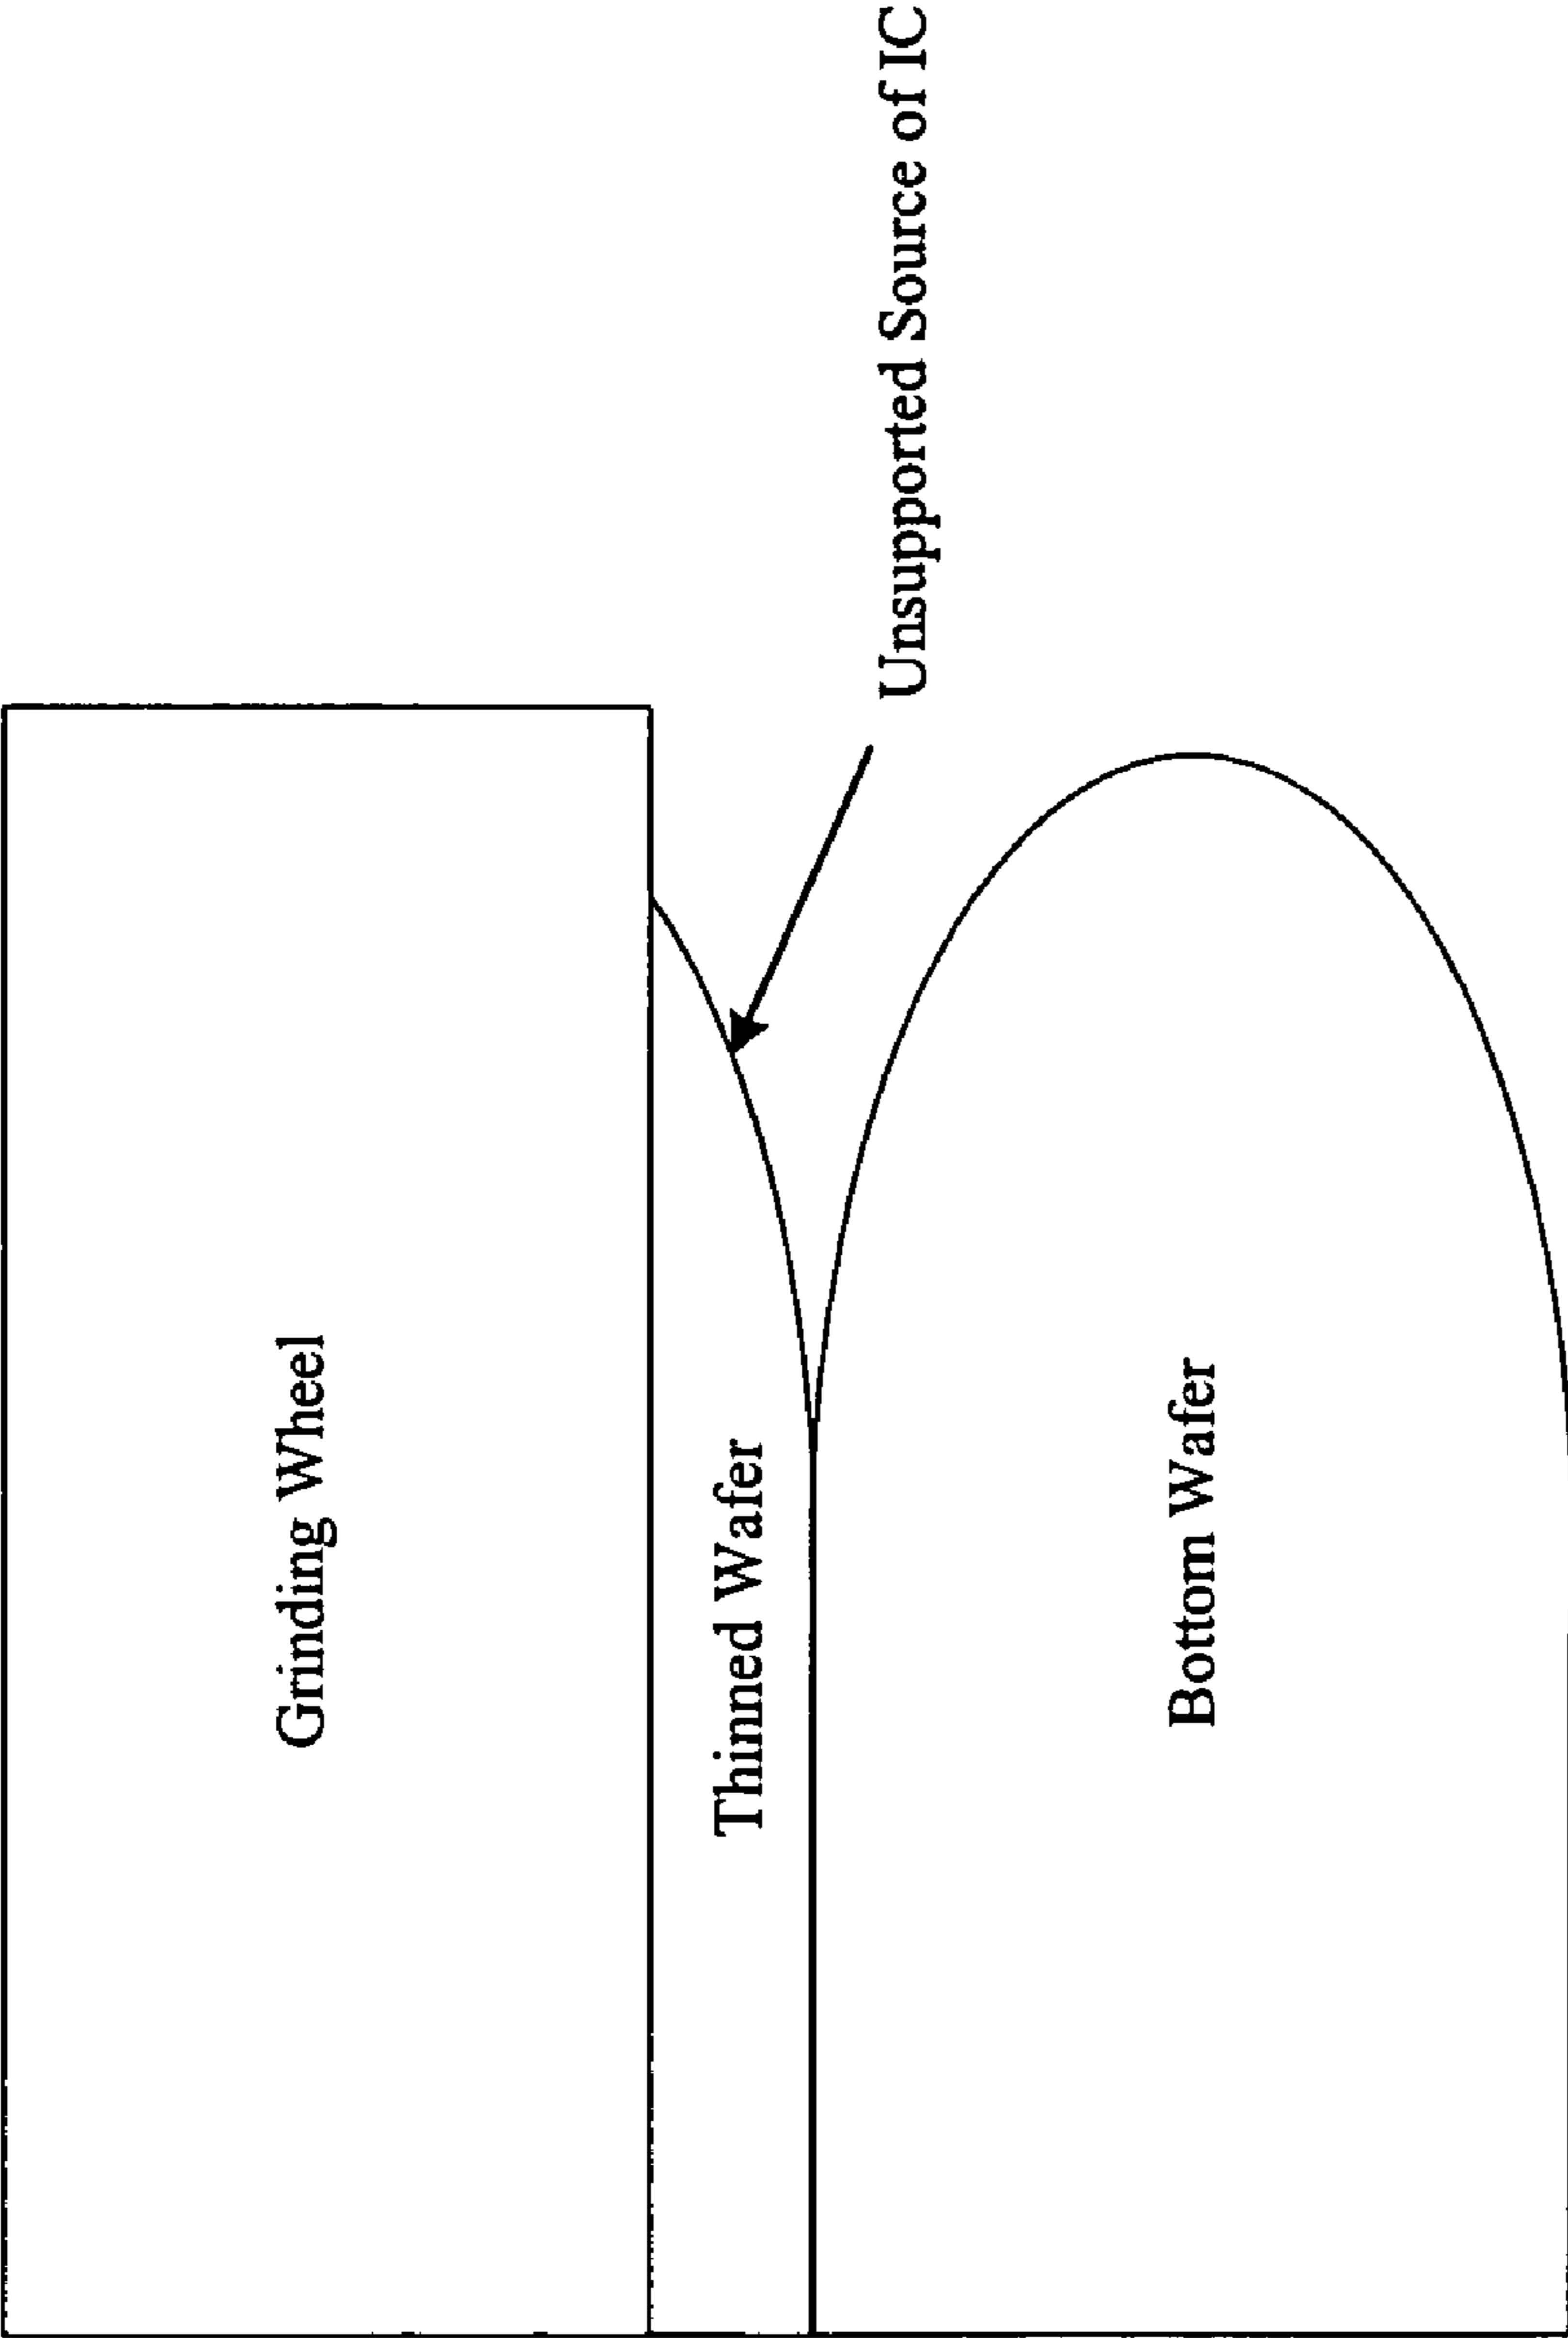 Grinding Wheel
Thinned Wafer
Unsupported Source of IC
Bottom Wafer